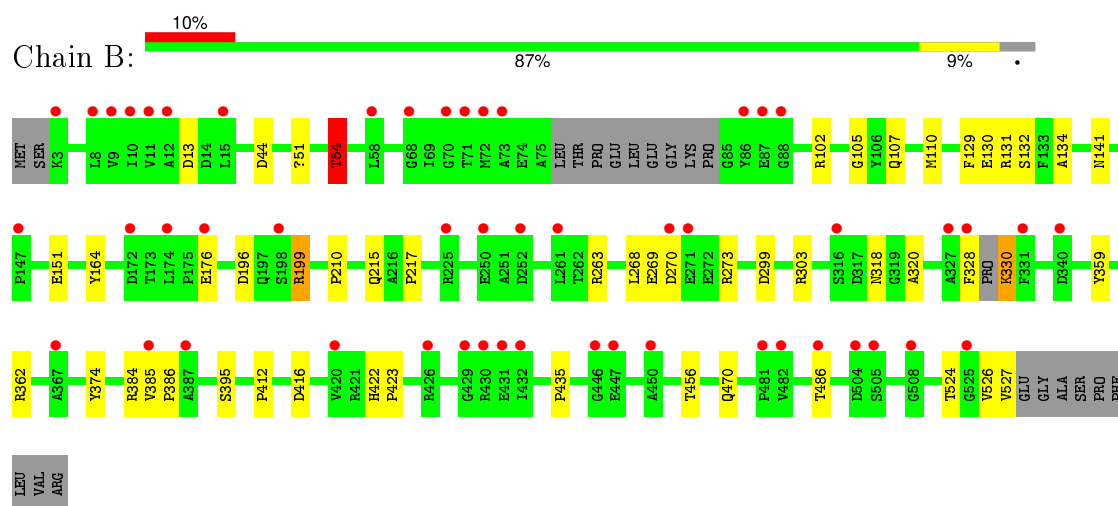 10%
Chain B:
87% 9% •
MET SER K3 L8 V9 I10 V11 A12 D13 D14 L15 D44 ?51 T54 L58 G68 I69 G70 T71 M72 A73 E74 A75 LEU THR PRO GLU LEU GLU GLY LYS PRO G85 Y86 E87 G88 R102 G105 Y106 Q107 N110 F129 E130 R131 S132 F133 A134 N141
P147 E151 Y164 D172 T173 L174 P175 E176 D196 Q197 S198 R199 P210 Q215 A216 P217 R225 E250 A251 D252 L261 T262 R263 L268 E269 D270 E271 E272 R273 D299 R303 S316 D317 N318 G319 A320 A327 F328 PRO K330 F331 D340 Y359
R362 A367 Y374 R384 V385 P386 A387 S395 P412 D416 V420 R421 H422 P423 R426 G429 R430 E431 I432 P435 G446 E447 A450 T456 Q470 P481 V482 T486 D504 S505 G508 T524 G525 V526 V527 GLU GLY ALA SER PRO PHE
LEU VAL ARG